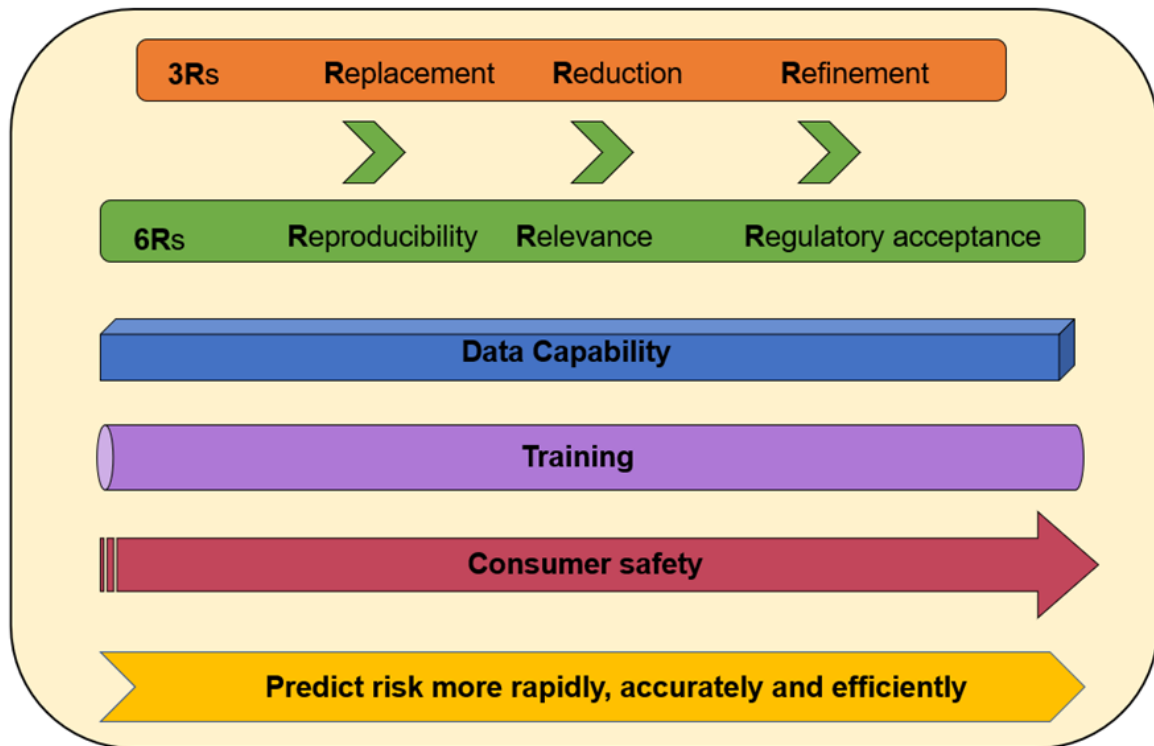 3Rs Replacement Reduction Refinement
6Rs Reproducibility Relevance Regulatory acceptance
Data Capability
Training
Consumer safety
Predict risk more rapidly, accurately and efficiently